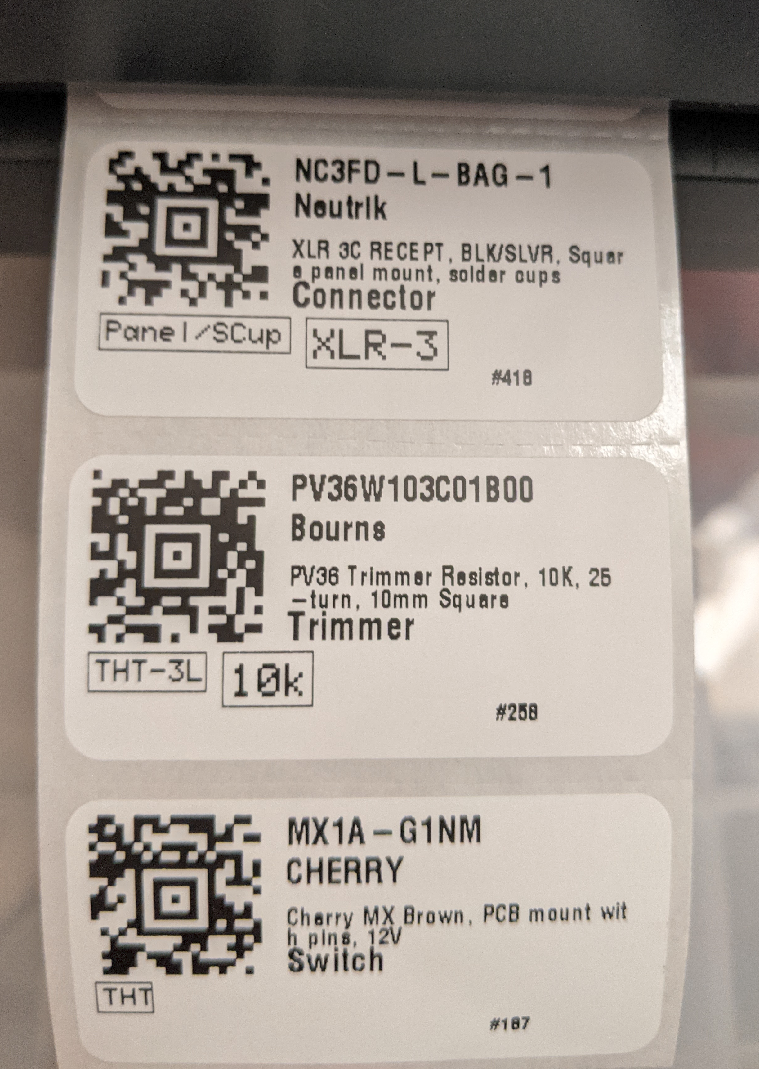 NC3FD-L-BAG-1
Neutrik
XLR 3C RECEPT, BLK/SLVR, Squar
e panel mount, solder cups
Connector
Panel/SCup
XLR-3
#418
PV36W103C01B00
Bourns
PV36 Trimmer Resistor, 10K, 25
-turn, 10mm Square
Trimmer
THT-3L
10k
#258
MX1A-G1NM
CHERRY
Cherry MX Brown, PCB mount wit
h pins, 12V
Switch
THT
#187